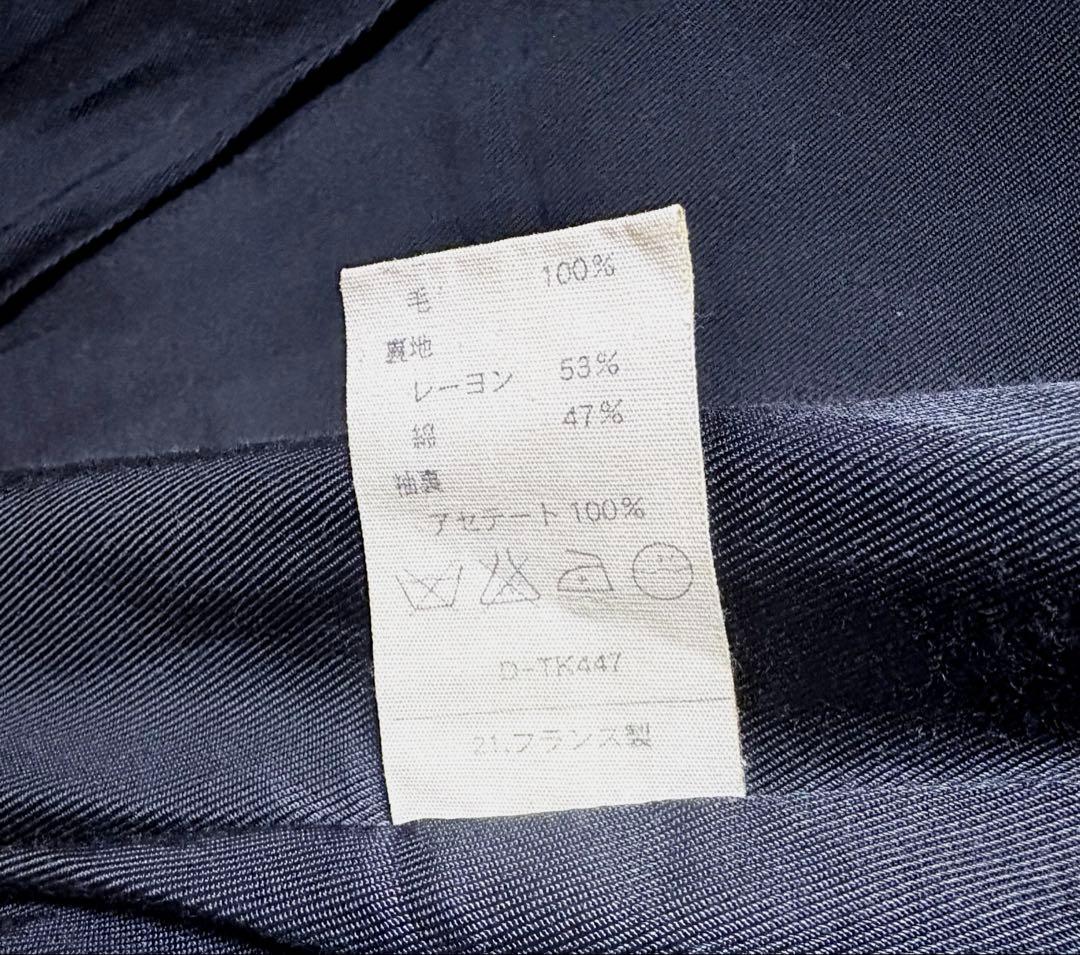 毛 100%
裏地
レーヨン 53%
綿 47%
袖裏
アセテート 100%
D-TK447
21.フランス製